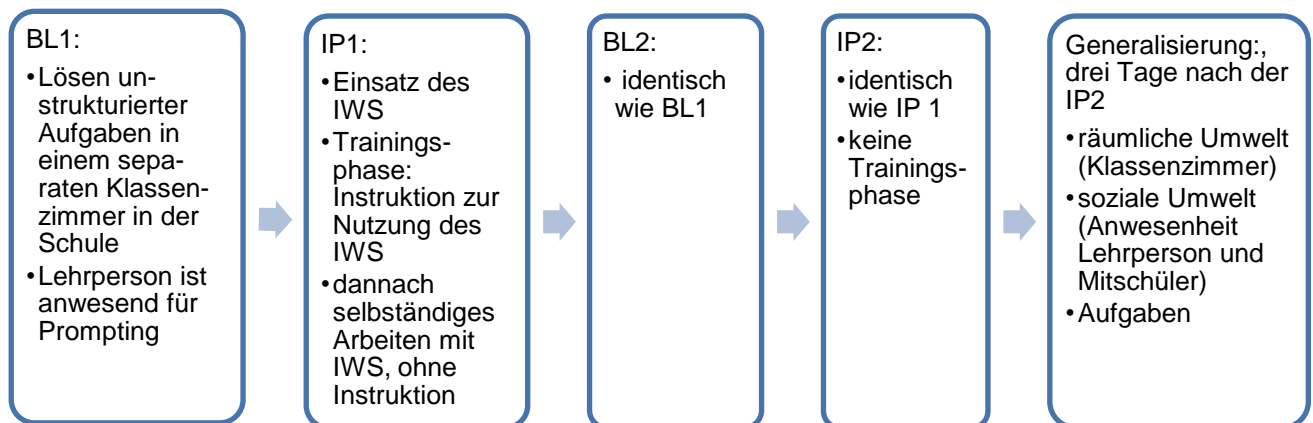 BL1:
•Lösen un-
strukturierter
Aufgaben in
einem sepa-
raten Klassen-
zimmer in der
Schule
•Lehrperson ist
anwesend für
Prompting
IP1:
•Einsatz des
IWS
•Trainings-
phase:
Instruktion zur
Nutzung des
IWS
•dannach
selbständiges
Arbeiten mit
IWS, ohne
Instruktion
BL2:
• identisch
wie BL1
IP2:
•identisch
wie IP 1
•keine
Trainings-
phase
Generalisierung:,
drei Tage nach der
IP2
•räumliche Umwelt
(Klassenzimmer)
•soziale Umwelt
(Anwesenheit
Lehrperson und
Mitschüler)
•Aufgaben